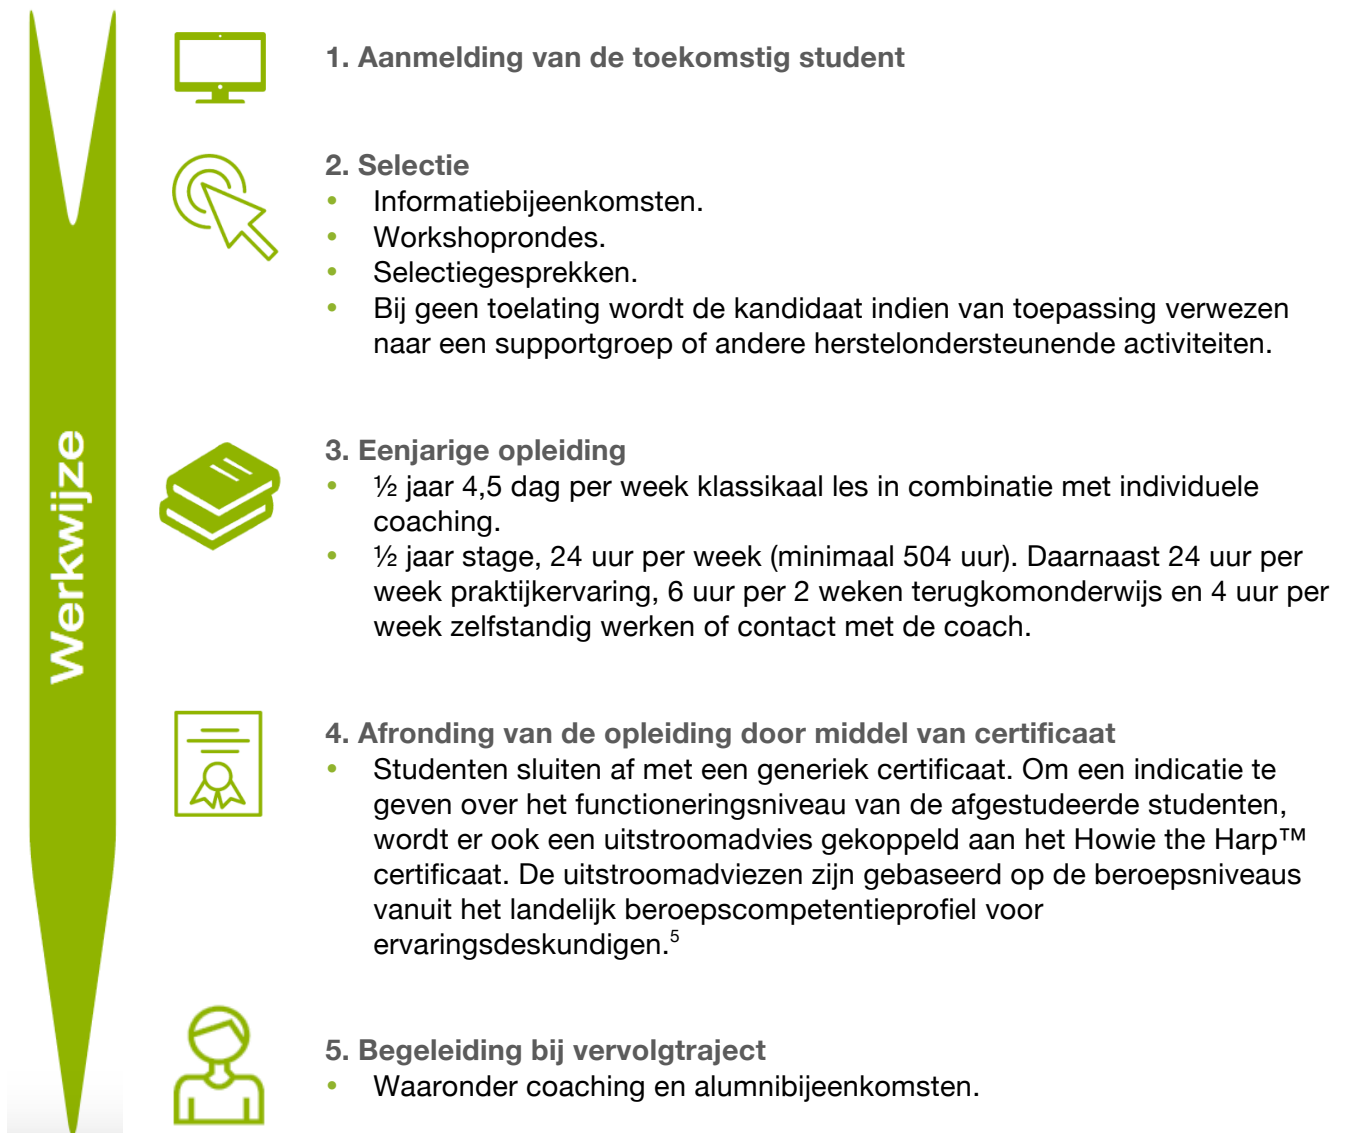 Werkwijze
1. Aanmelding van de toekomstig student
2. Selectie
• Informatiebijeenkomsten.
• Workshoprondes.
• Selectiegesprekken.
• Bij geen toelating wordt de kandidaat indien van toepassing verwezen
naar een supportgroep of andere herstelondersteunende activiteiten.
3. Eenjarige opleiding
• ½ jaar 4,5 dag per week klassikaal les in combinatie met individuele
coaching.
• ½ jaar stage, 24 uur per week (minimaal 504 uur). Daarnaast 24 uur per
week praktijkervaring, 6 uur per 2 weken terugkomonderwijs en 4 uur per
week zelfstandig werken of contact met de coach.
4. Afronding van de opleiding door middel van certificaat
• Studenten sluiten af met een generiek certificaat. Om een indicatie te
geven over het functioneringsniveau van de afgestudeerde studenten,
wordt er ook een uitstroomadvies gekoppeld aan het Howie the Harp™
certificaat. De uitstroomadviezen zijn gebaseerd op de beroepsniveaus
vanuit het landelijk beroepscompetentieprofiel voor
ervaringsdeskundigen.⁵
5. Begeleiding bij vervolgtraject
• Waaronder coaching en alumnibijeenkomsten.